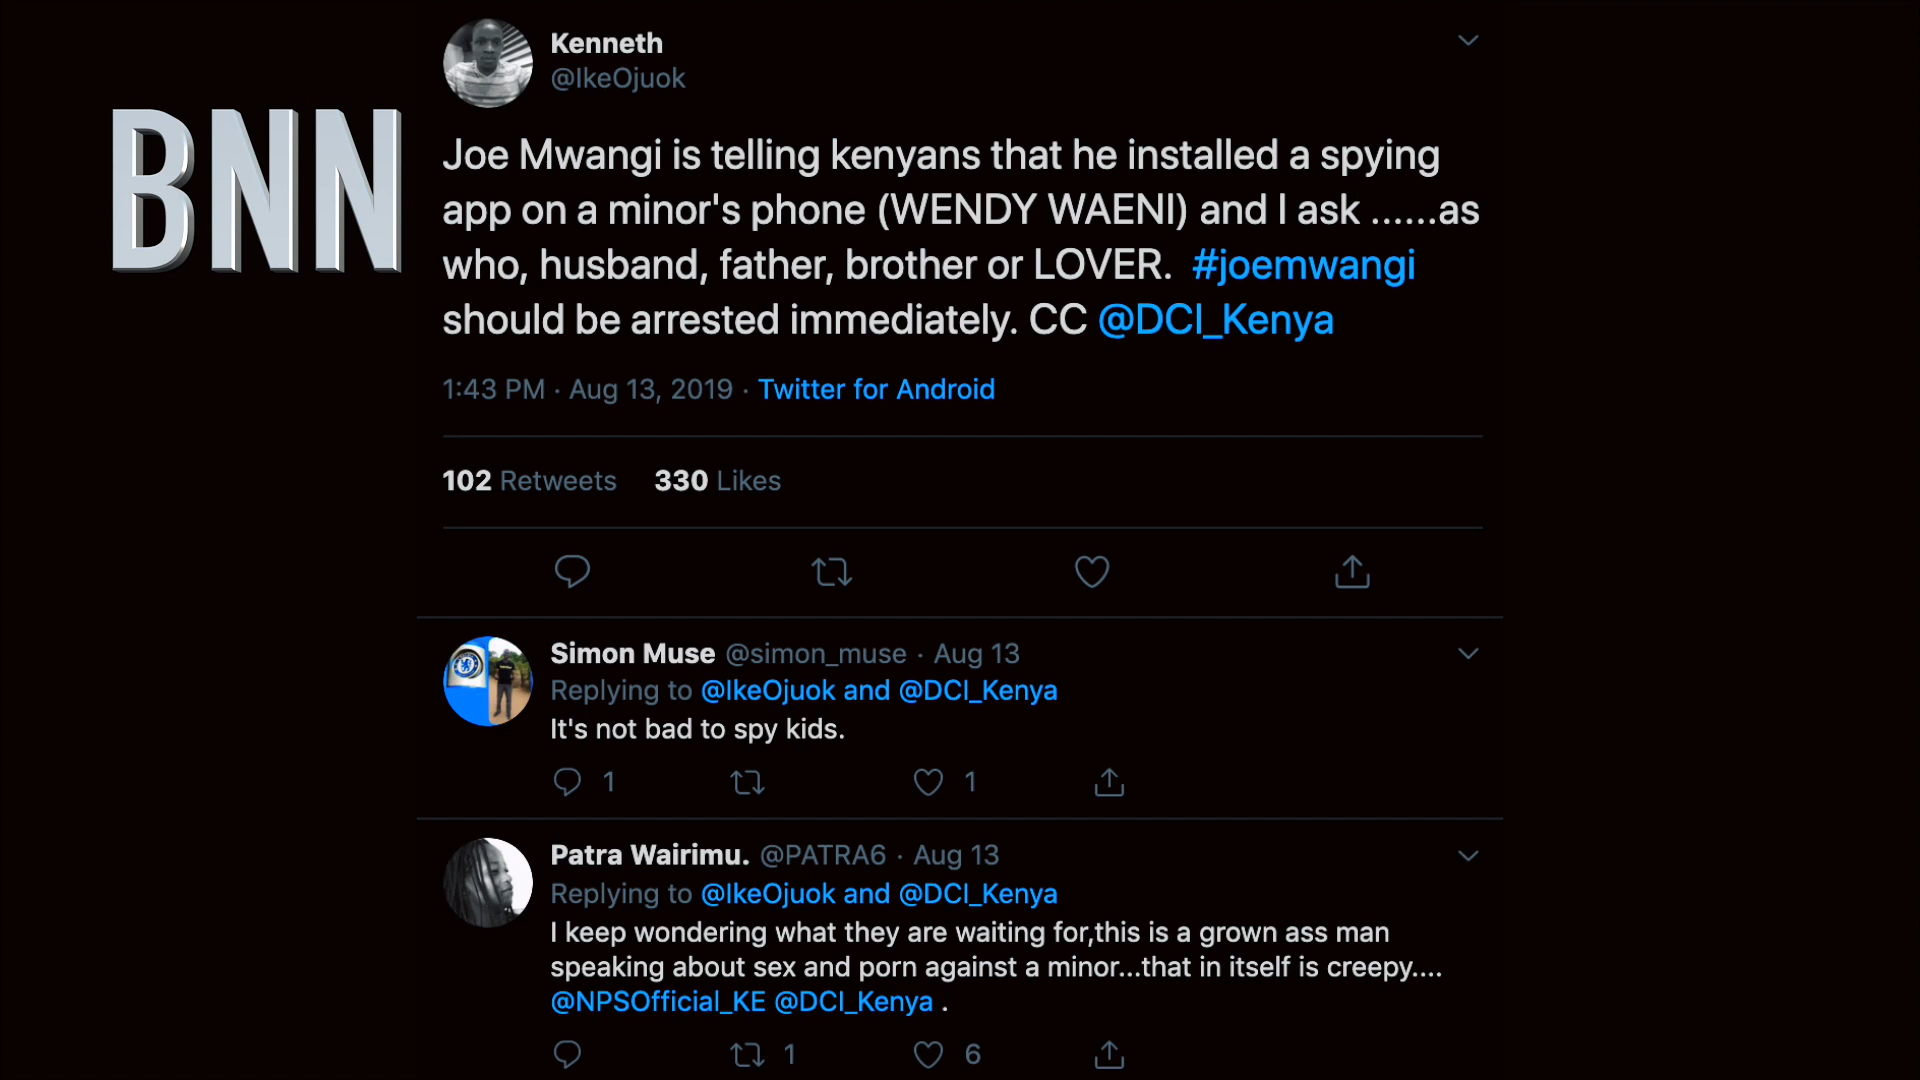 BNN
Kenneth
@IkeOjuok
Joe Mwangi is telling kenyans that he installed a spying
app on a minor's phone (WENDY WAENI) and I ask ......as
who, husband, father, brother or LOVER. #joemwangi
should be arrested immediately. CC @DCI_Kenya
1:43 PM · Aug 13, 2019 · Twitter for Android
102 Retweets 330 Likes
Simon Muse @simon_muse · Aug 13
Replying to @IkeOjuok and @DCI_Kenya
It's not bad to spy kids.
1 1
Patra Wairimu. @PATRA6 · Aug 13
Replying to @IkeOjuok and @DCI_Kenya
I keep wondering what they are waiting for,this is a grown ass man
speaking about sex and porn against a minor...that in itself is creepy....
@NPSOfficial_KE @DCI_Kenya .
1 6